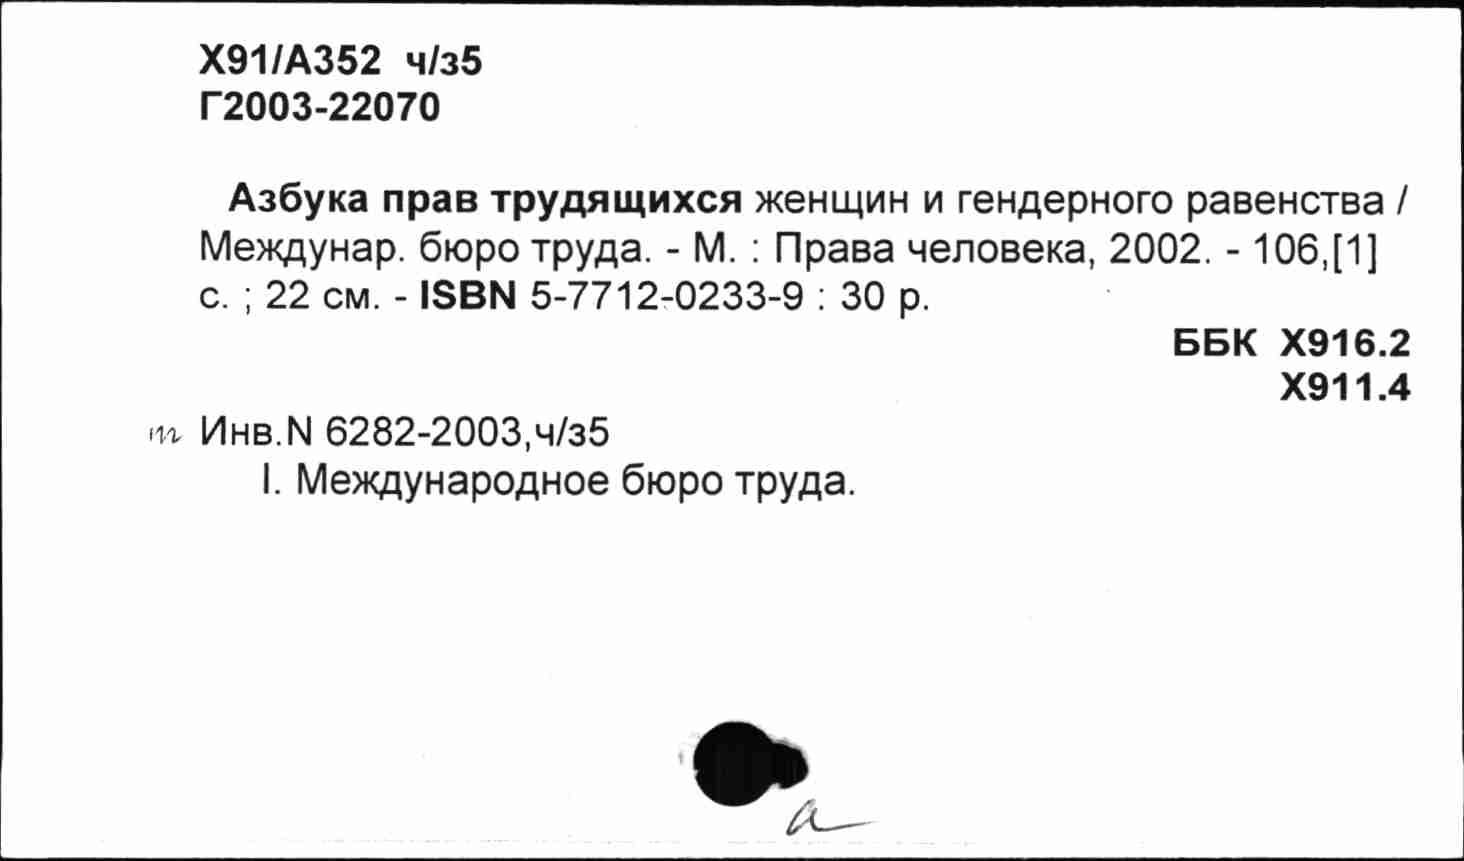 Х91/А352 ч/з5
Г2003-22070
Азбука прав трудящихся женщин и гендерного равенства /
Междунар. бюро труда. - М. : Права человека, 2002. - 106,[1]
с. ; 22 см. - ISBN 5-7712-0233-9 : 30 р.
ББК Х916.2
Х911.4
т Инв.N 6282-2003,ч/з5
I. Международное бюро труда.
а